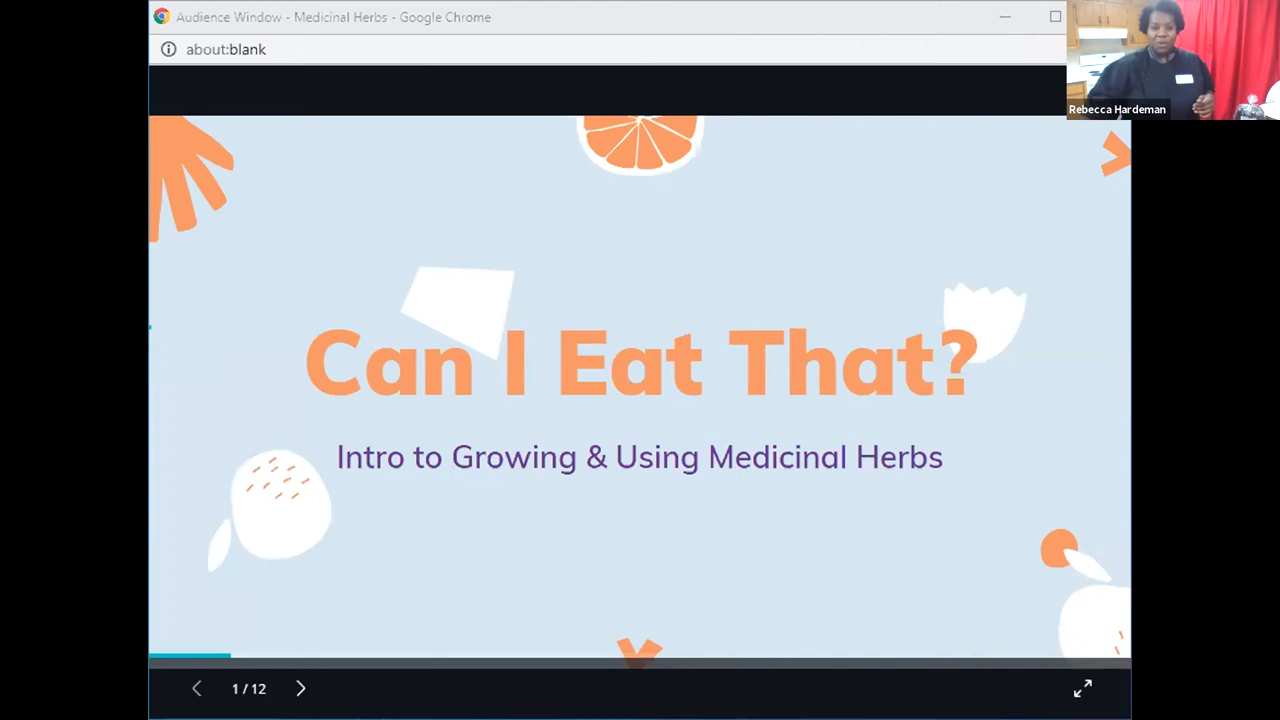 Audience Window - Medicinal Herbs - Google Chrome
about:blank
Rebecca Hardeman
Can I Eat That?
Intro to Growing & Using Medicinal Herbs
1 / 12